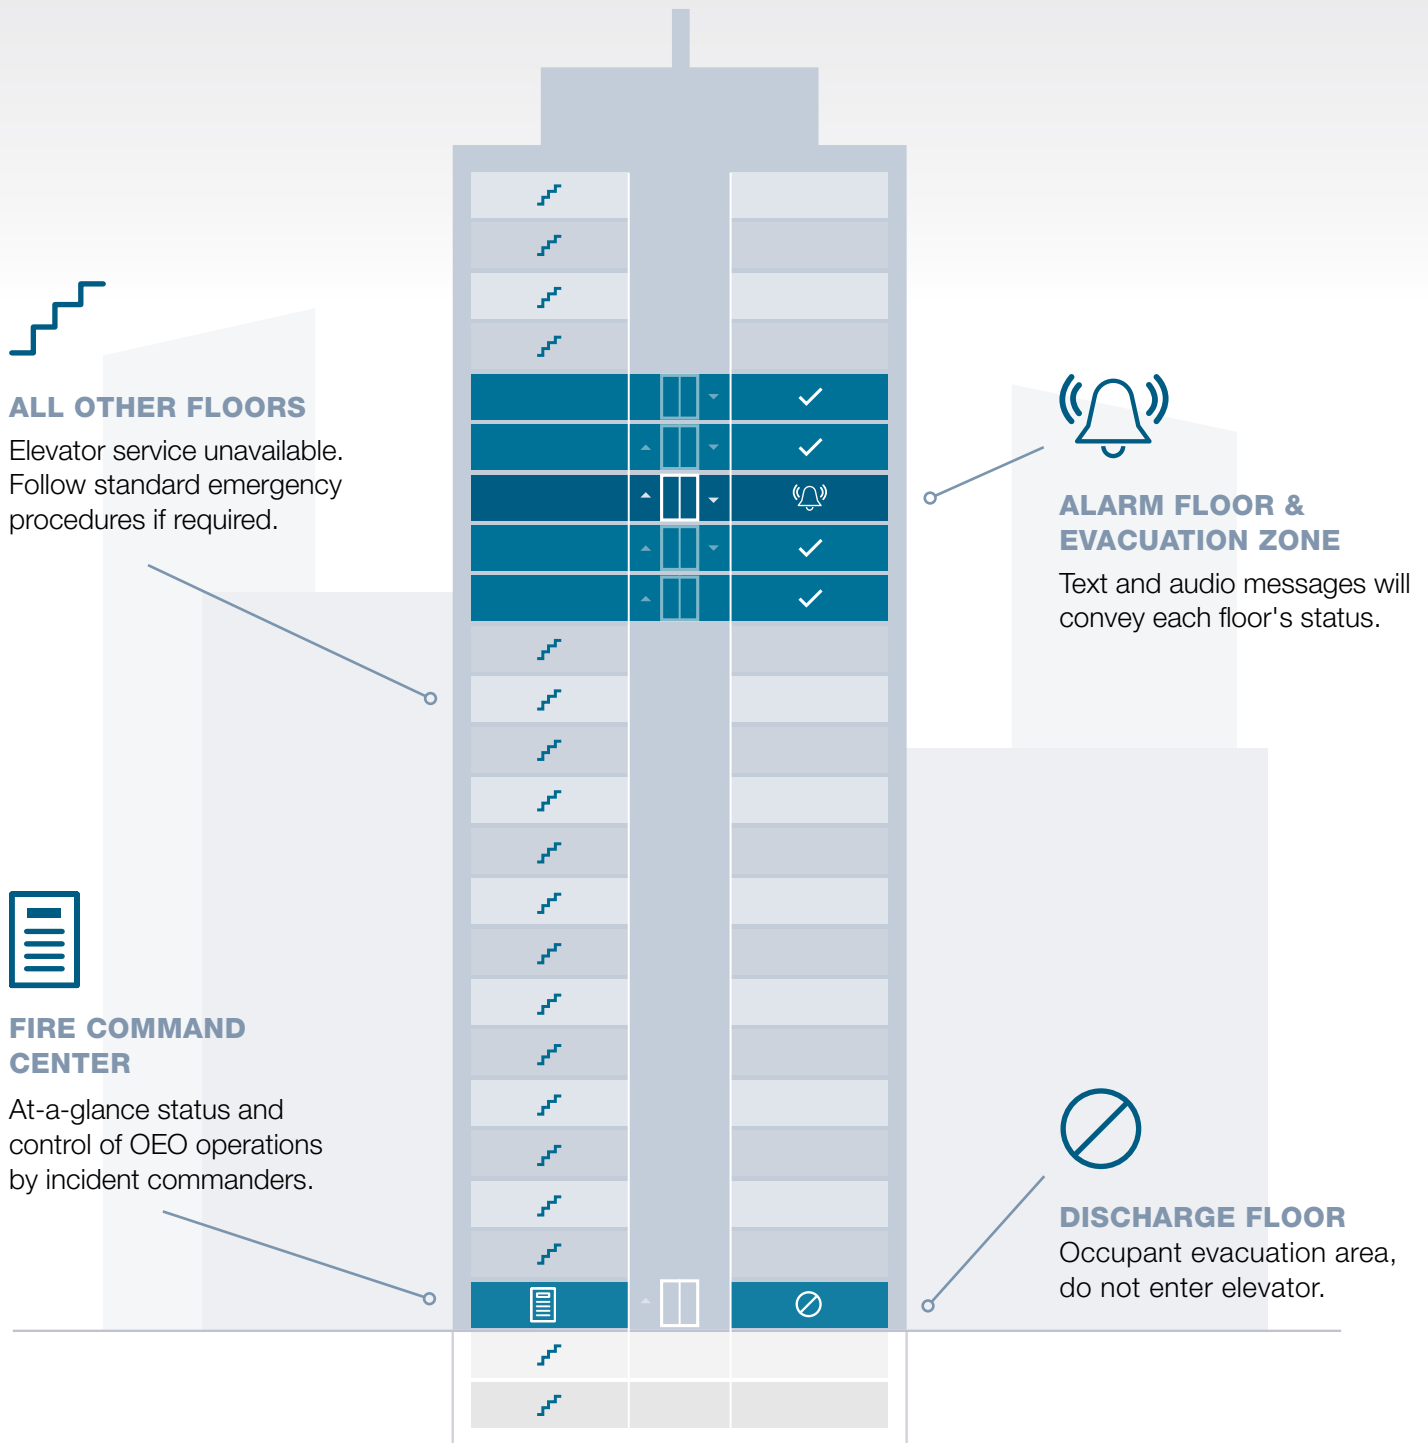 ALL OTHER FLOORS
Elevator service unavailable.
Follow standard emergency
procedures if required.
FIRE COMMAND
CENTER
At-a-glance status and
control of OEO operations
by incident commanders.
ALARM FLOOR &
EVACUATION ZONE
Text and audio messages will
convey each floor's status.
DISCHARGE FLOOR
Occupant evacuation area,
do not enter elevator.